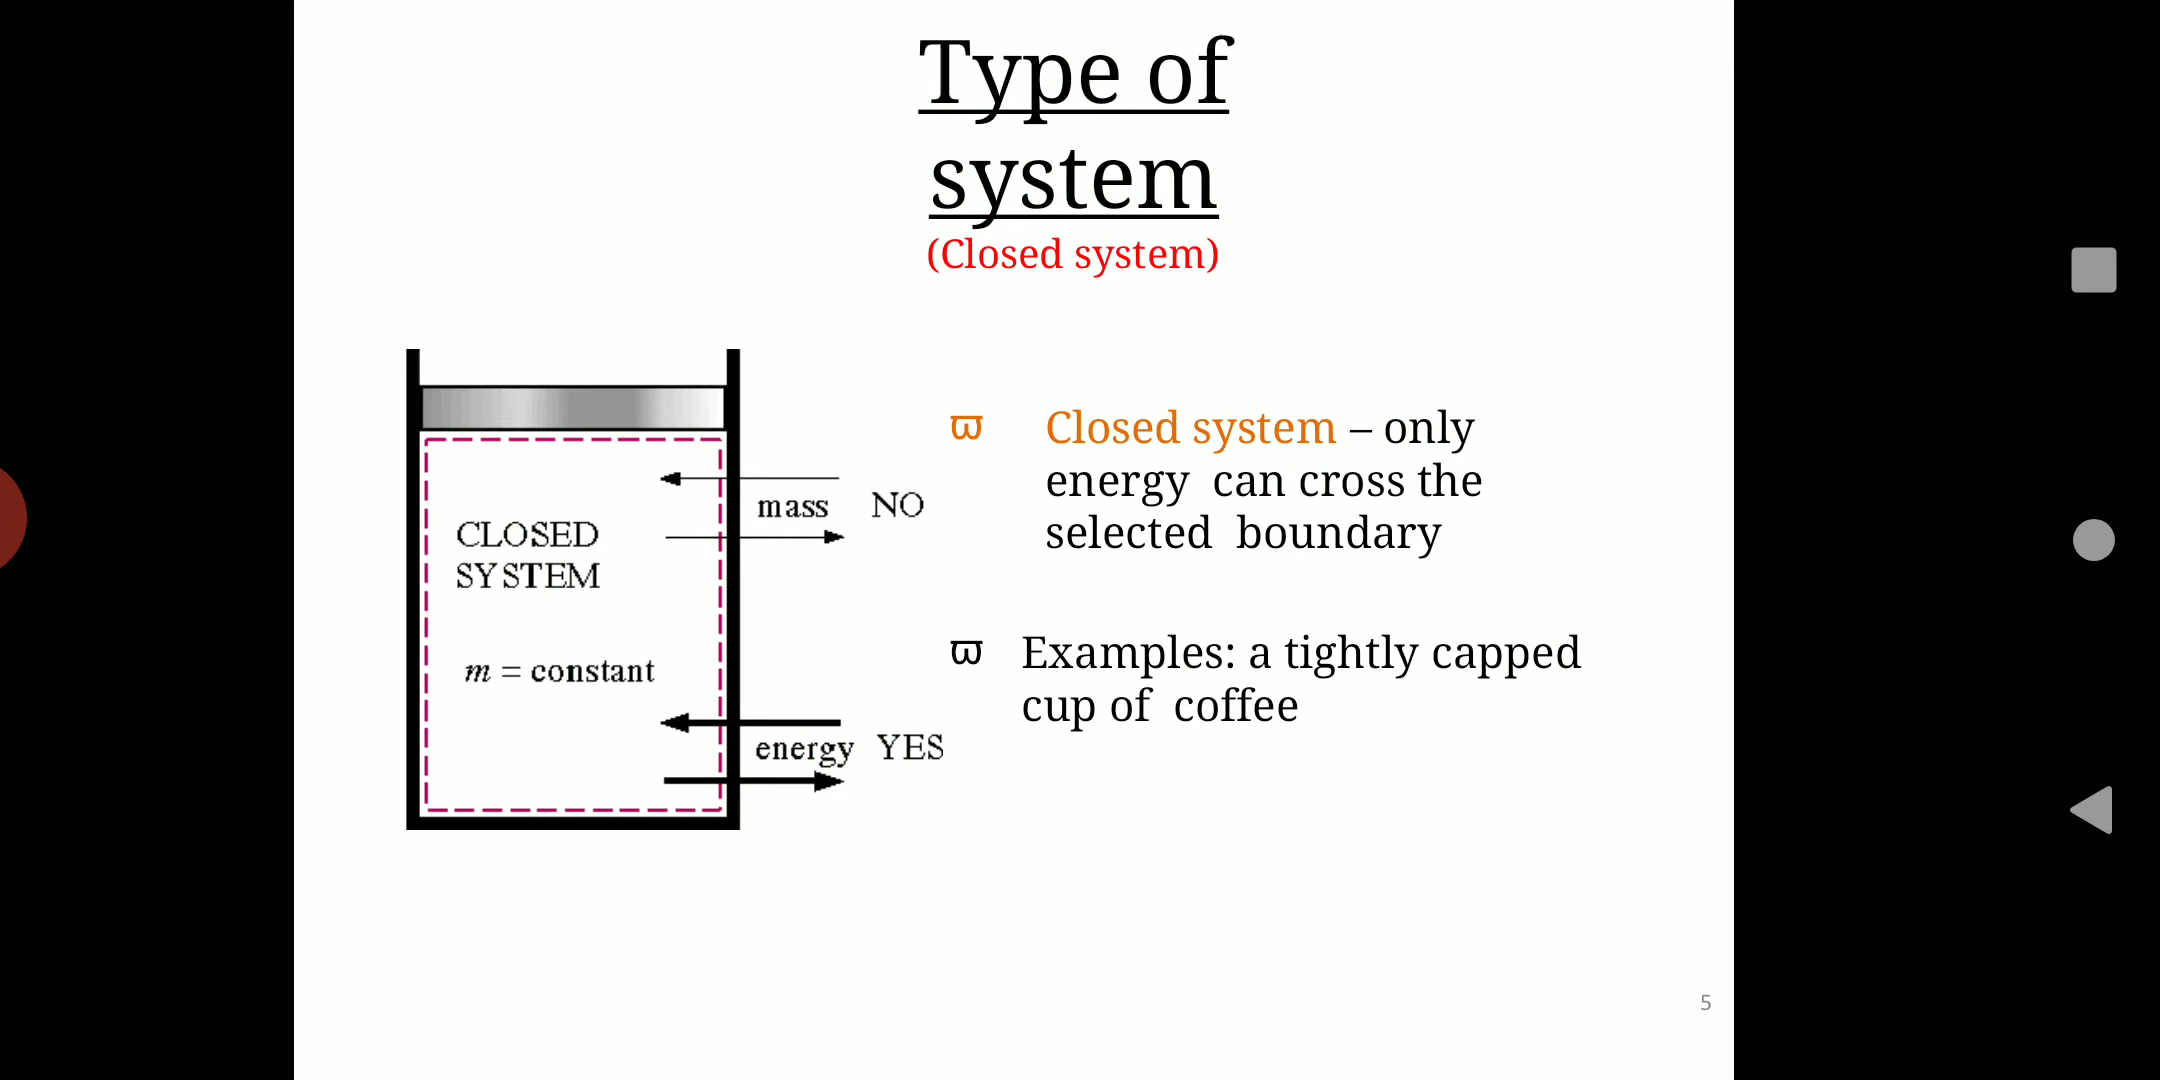 Type of
system
(Closed system)
CLOSED
SYSTEM
m = constant
mass NO
energy YES
ϖ Closed system – only
energy can cross the
selected boundary
ϖ Examples: a tightly capped
cup of coffee
5